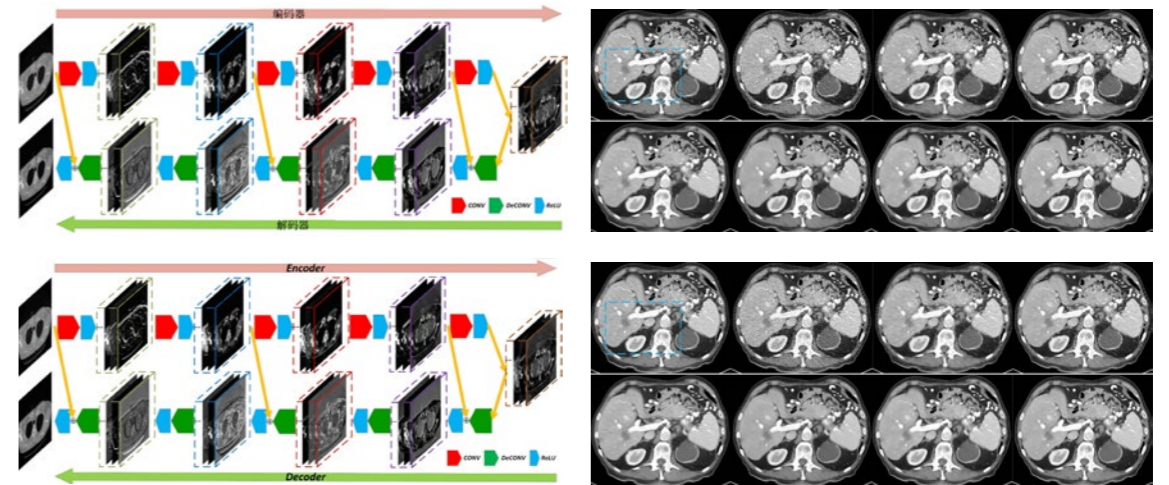 编码器
CONV DeCONV ReLU
解码器
Encoder
CONV DeCONV ReLU
Decoder